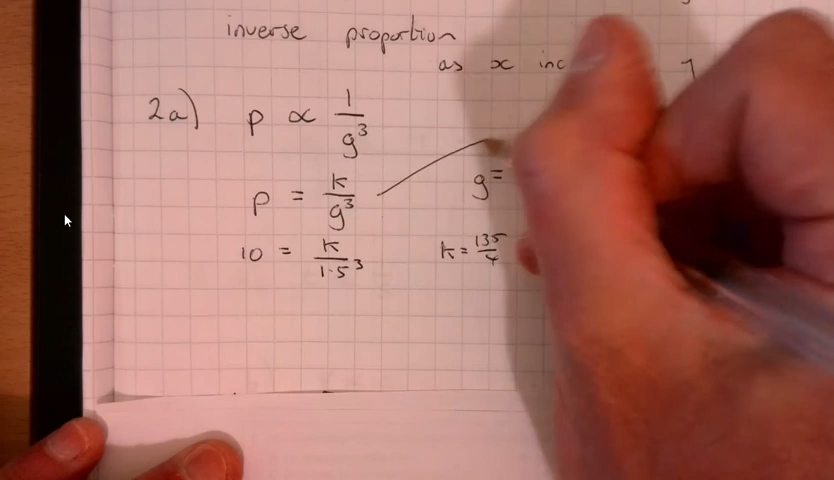 inverse proportion
as x inc
2a) p ∝ 1/g³
p = k/g³ g =
10 = k/1·5³ k = 135/4